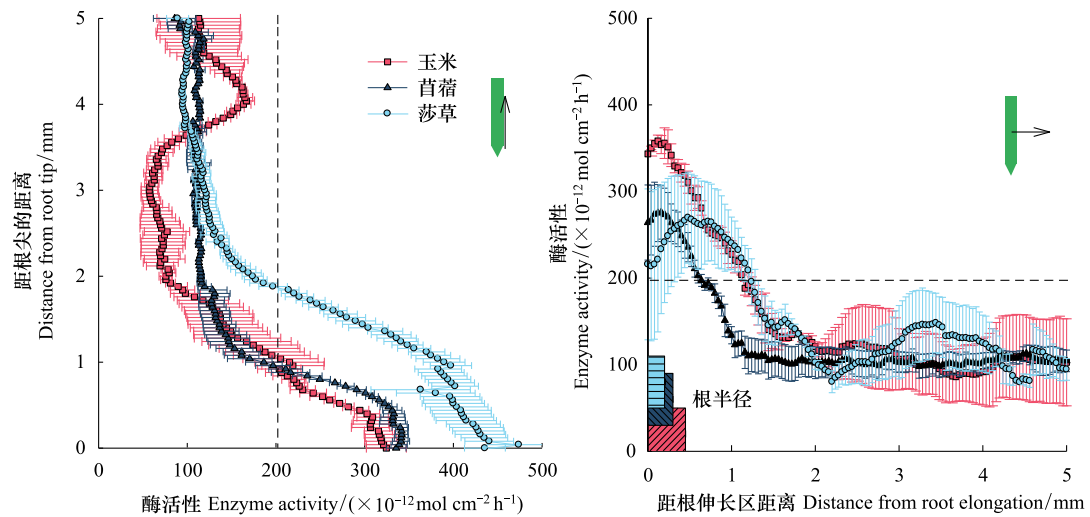 距根尖的距离
Distance from root tip/mm
5
4
3
2
1
0
玉米
苜蓿
莎草
0 100 200 300 400 500
酶活性 Enzyme activity/(×10⁻¹² mol cm⁻² h⁻¹)
酶活性
Enzyme activity/(×10⁻¹² mol cm⁻² h⁻¹)
500
400
300
200
100
0
根半径
0 1 2 3 4 5
距根伸长区距离 Distance from root elongation/mm